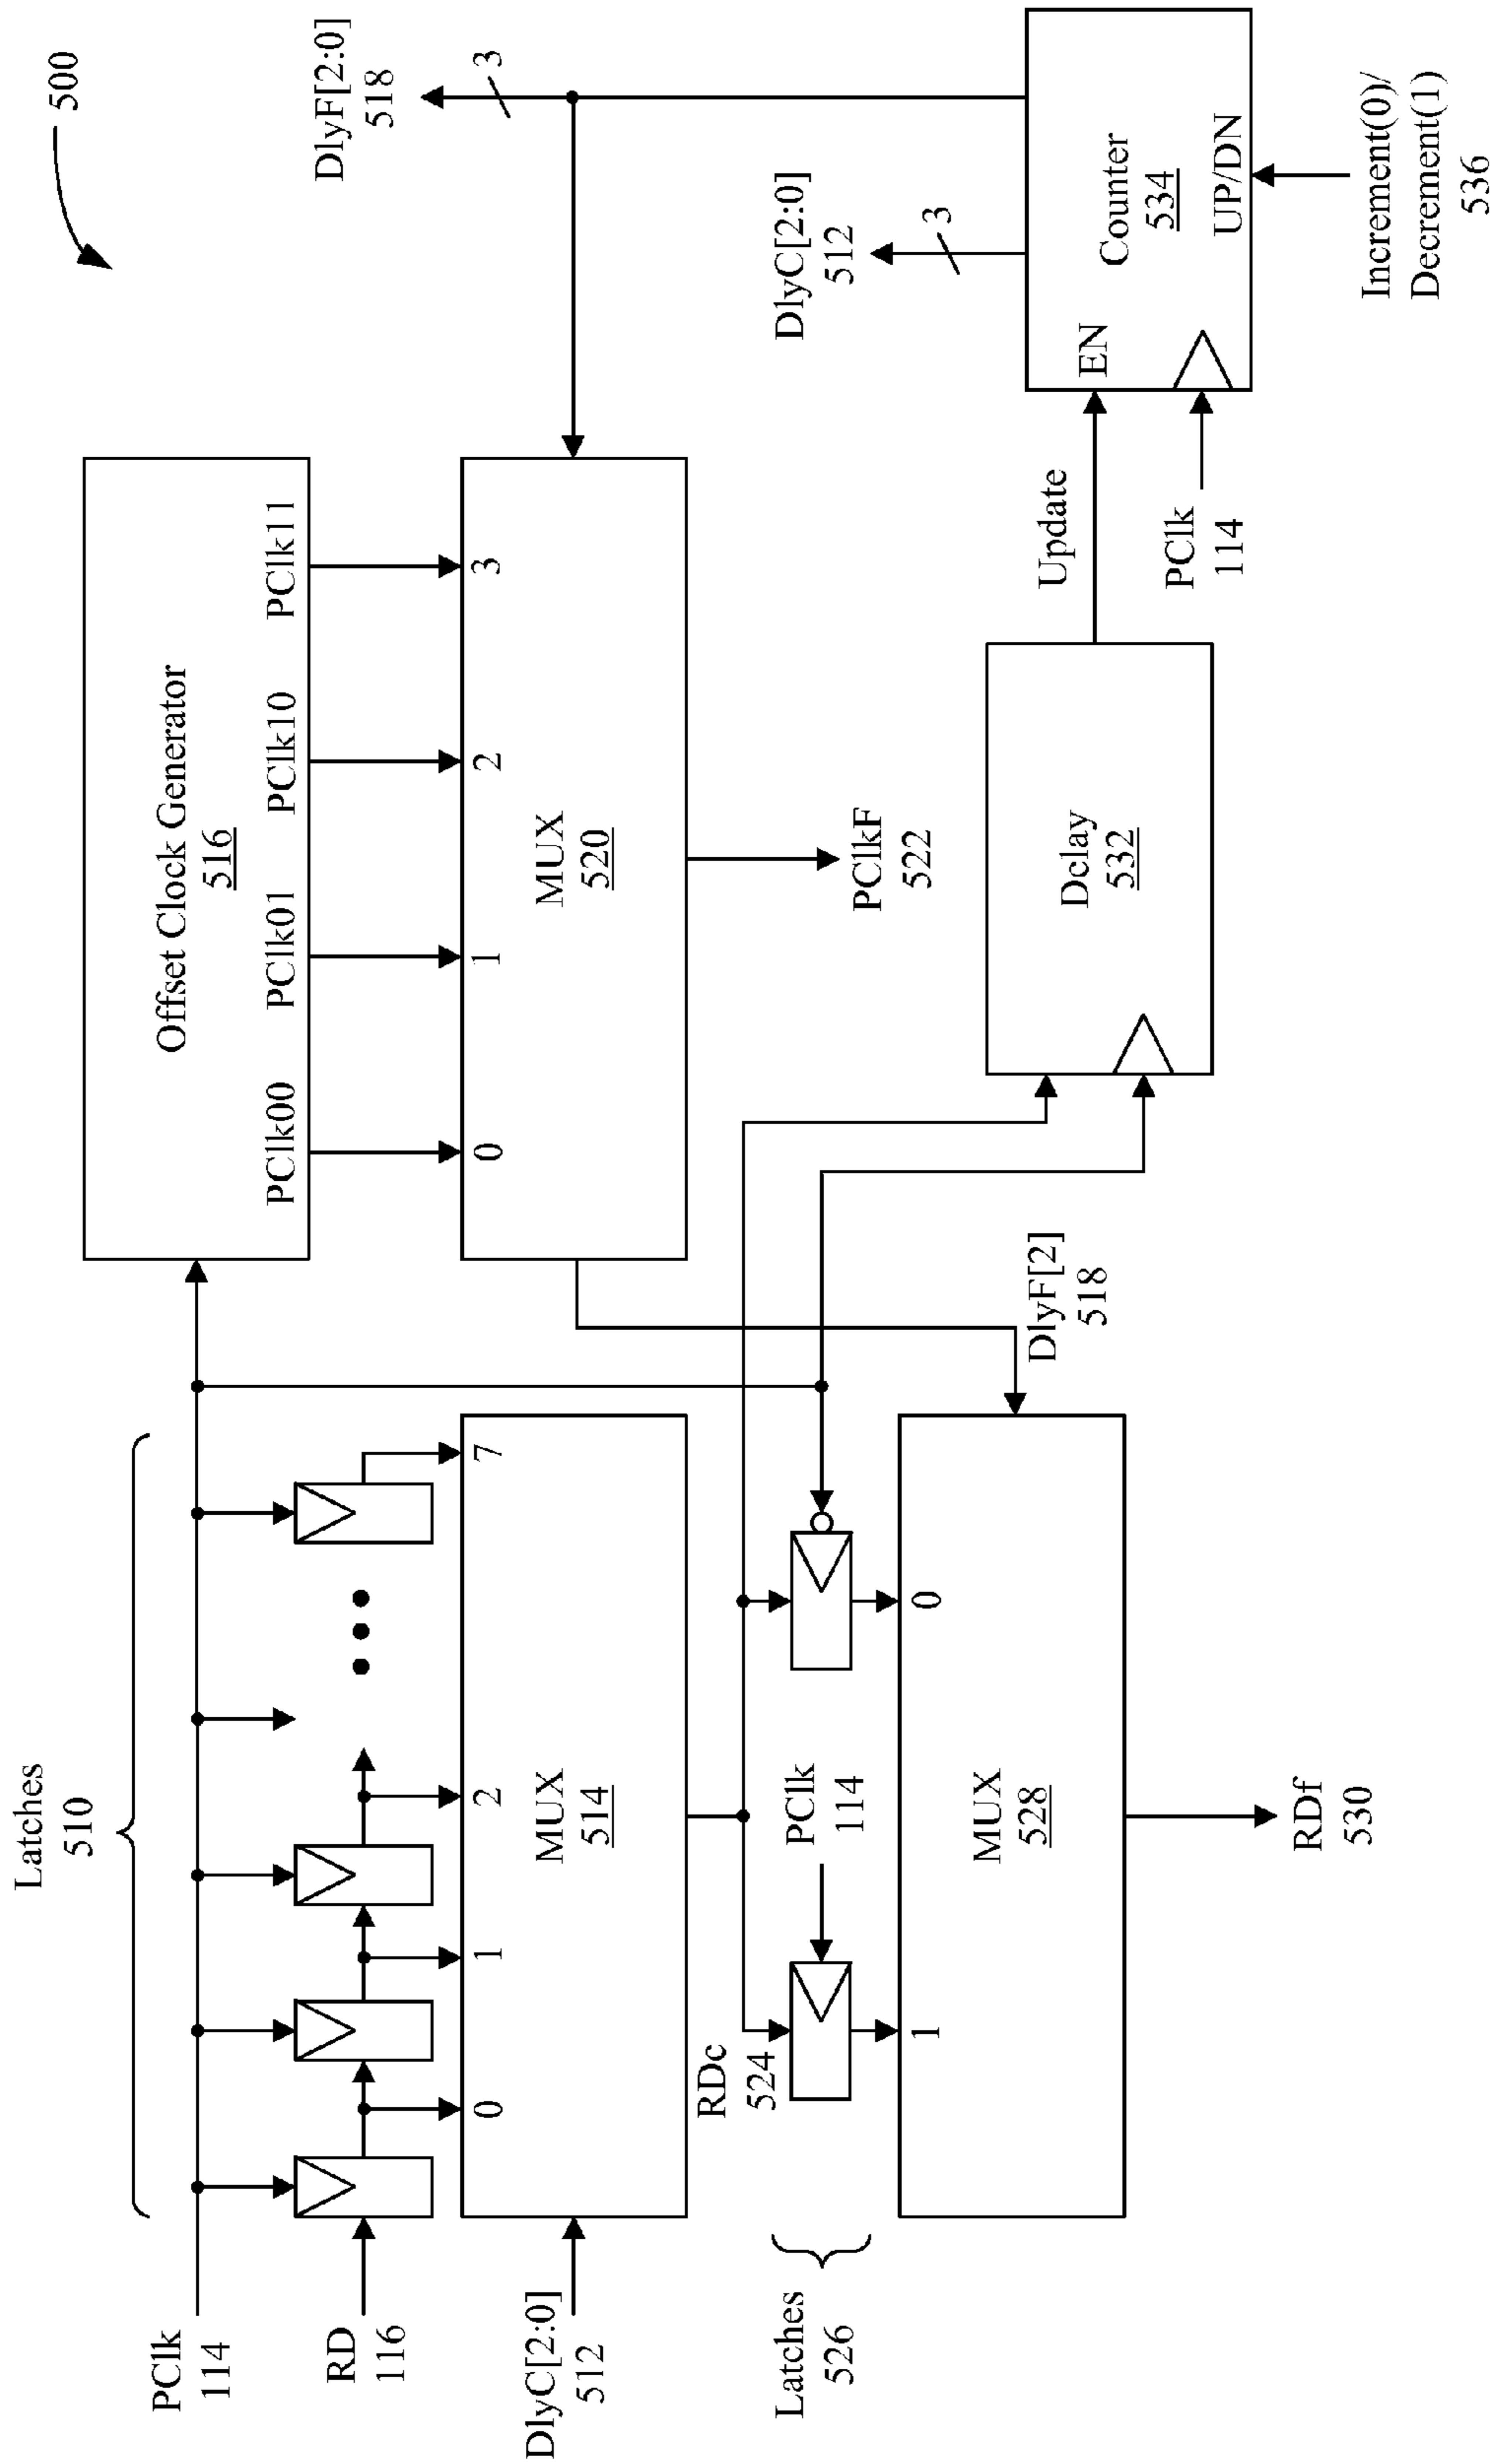 500
Latches
510
PClk
114
RD
116
DlyC[2:0]
512
0
1
2
7
MUX
514
Offset Clock Generator
516
PClk00
PClk01
PClk10
PClk11
0
1
2
3
MUX
520
PClkF
522
DlyF[2:0]
518
3
DlyC[2:0]
512
3
RDc
524
PClk
114
Latches
526
1
0
MUX
528
DlyF[2]
518
RDf
530
Delay
532
Update
PClk
114
EN
Counter
534
UP/DN
Increment(0)/
Decrement(1)
536